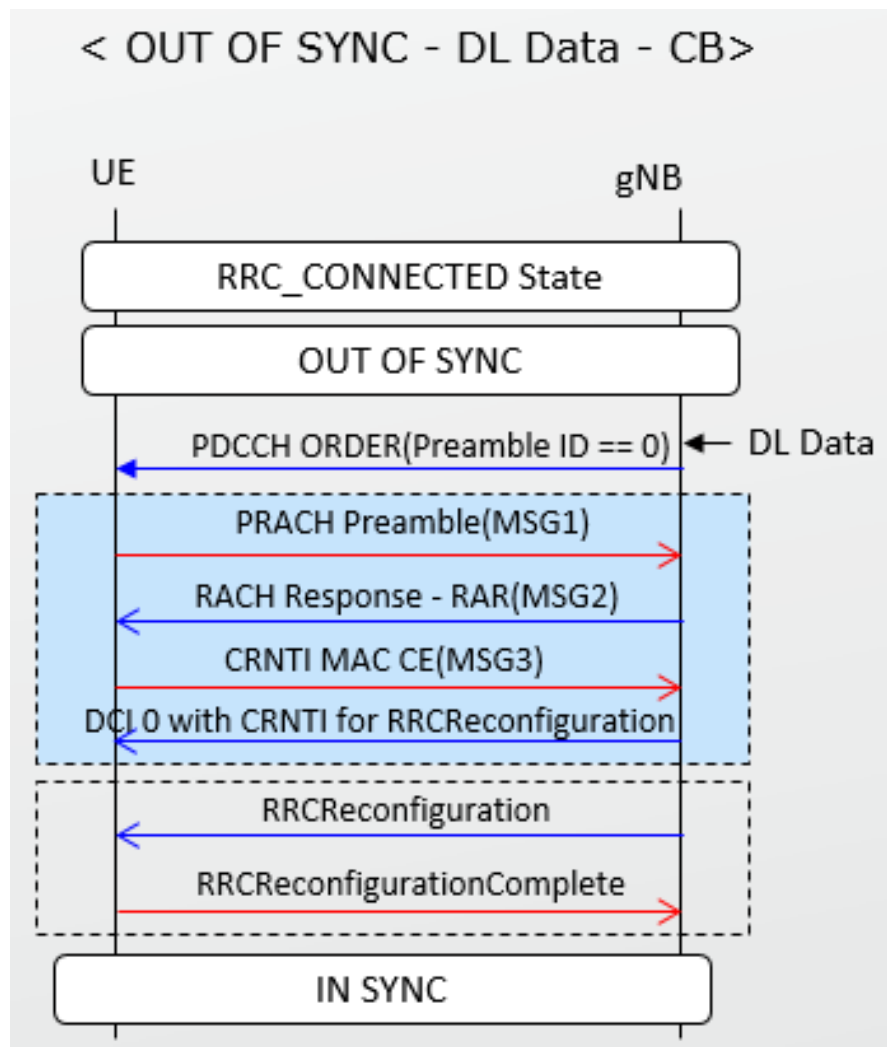 < OUT OF SYNC - DL Data - CB>
UE
gNB
RRC_CONNECTED State
OUT OF SYNC
PDCCH ORDER(Preamble ID == 0)
DL Data
PRACH Preamble(MSG1)
RACH Response - RAR(MSG2)
CRNTI MAC CE(MSG3)
DCI 0 with CRNTI for RRCReconfiguration
RRCReconfiguration
RRCReconfigurationComplete
IN SYNC